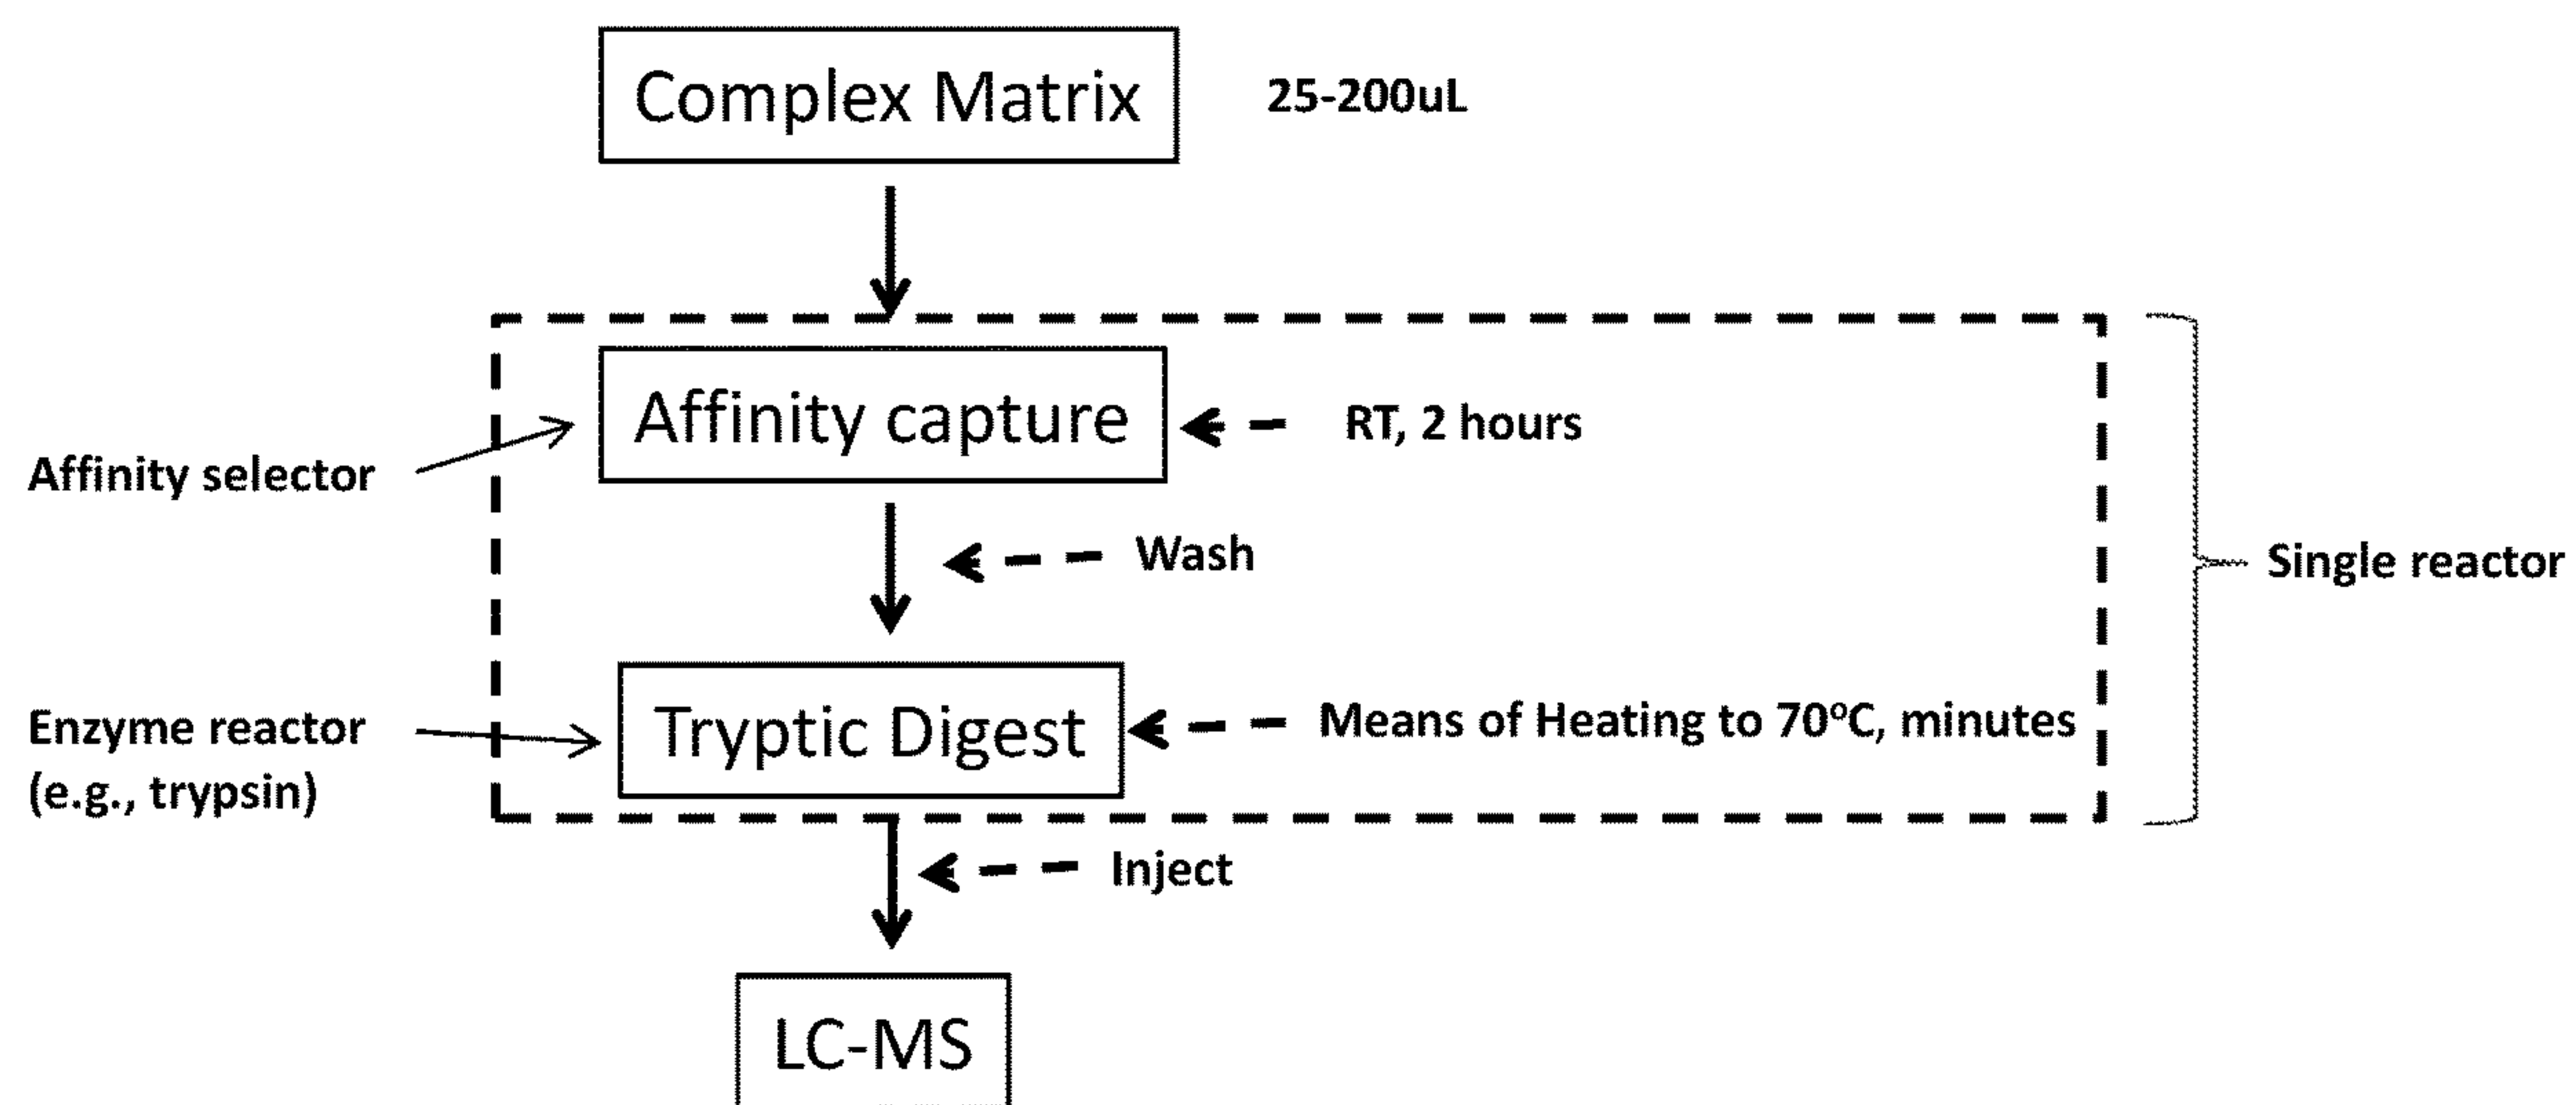 Complex Matrix
25-200uL
Affinity capture
RT, 2 hours
Affinity selector
Wash
Single reactor
Tryptic Digest
Means of Heating to 70°C, minutes
Enzyme reactor
(e.g., trypsin)
Inject
LC-MS